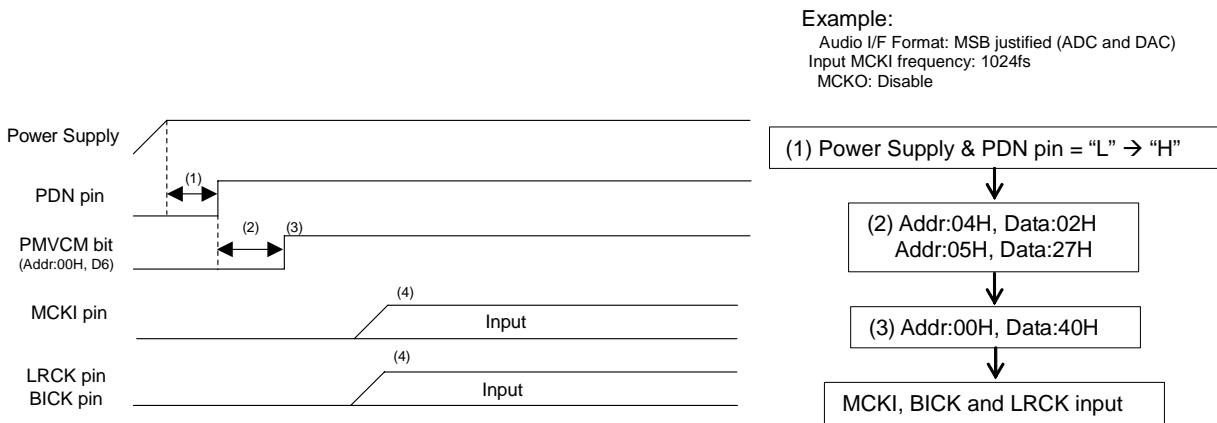 Example:
Audio I/F Format: MSB justified (ADC and DAC)
Input MCKI frequency: 1024fs
MCKO: Disable
Power Supply
(1)
PDN pin
(2)
(3)
PMVCM bit
(Addr:00H, D6)
(4)
MCKI pin
Input
(4)
LRCK pin
BICK pin
Input
(1) Power Supply & PDN pin = “L” → “H”
(2) Addr:04H, Data:02H
Addr:05H, Data:27H
(3) Addr:00H, Data:40H
MCKI, BICK and LRCK input